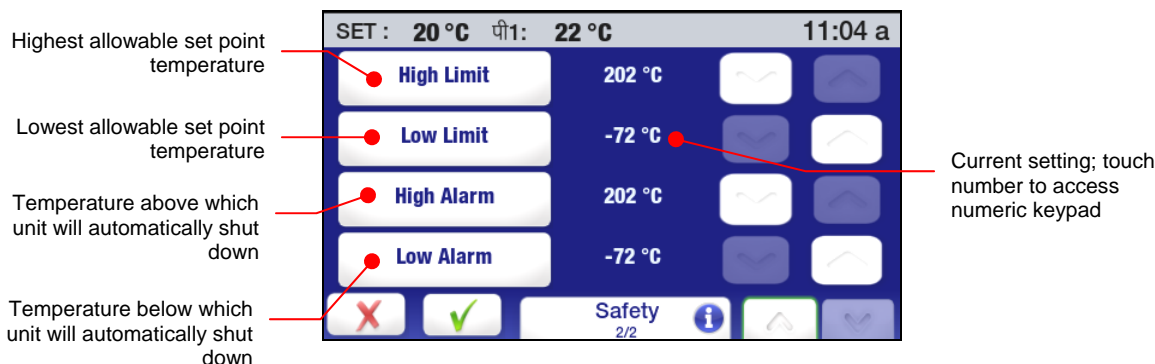 Highest allowable set point
temperature
Lowest allowable set point
temperature
Temperature above which
unit will automatically shut
down
Temperature below which
unit will automatically shut
down
SET : 20 °C पी1: 22 °C 11:04 a
High Limit 202 °C
Low Limit -72 °C
High Alarm 202 °C
Low Alarm -72 °C
Safety
2/2
Current setting; touch
number to access
numeric keypad